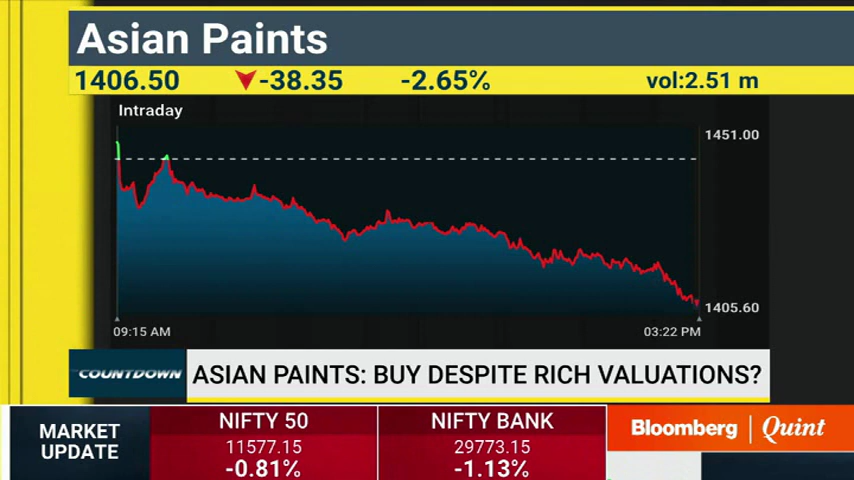 Asian Paints
1406.50 -38.35 -2.65% vol:2.51 m
Intraday
1451.00
1405.60
09:15 AM 03:22 PM
COUNTDOWN ASIAN PAINTS: BUY DESPITE RICH VALUATIONS?
MARKET UPDATE
NIFTY 50
11577.15
-0.81%
NIFTY BANK
29773.15
-1.13%
Bloomberg | Quint